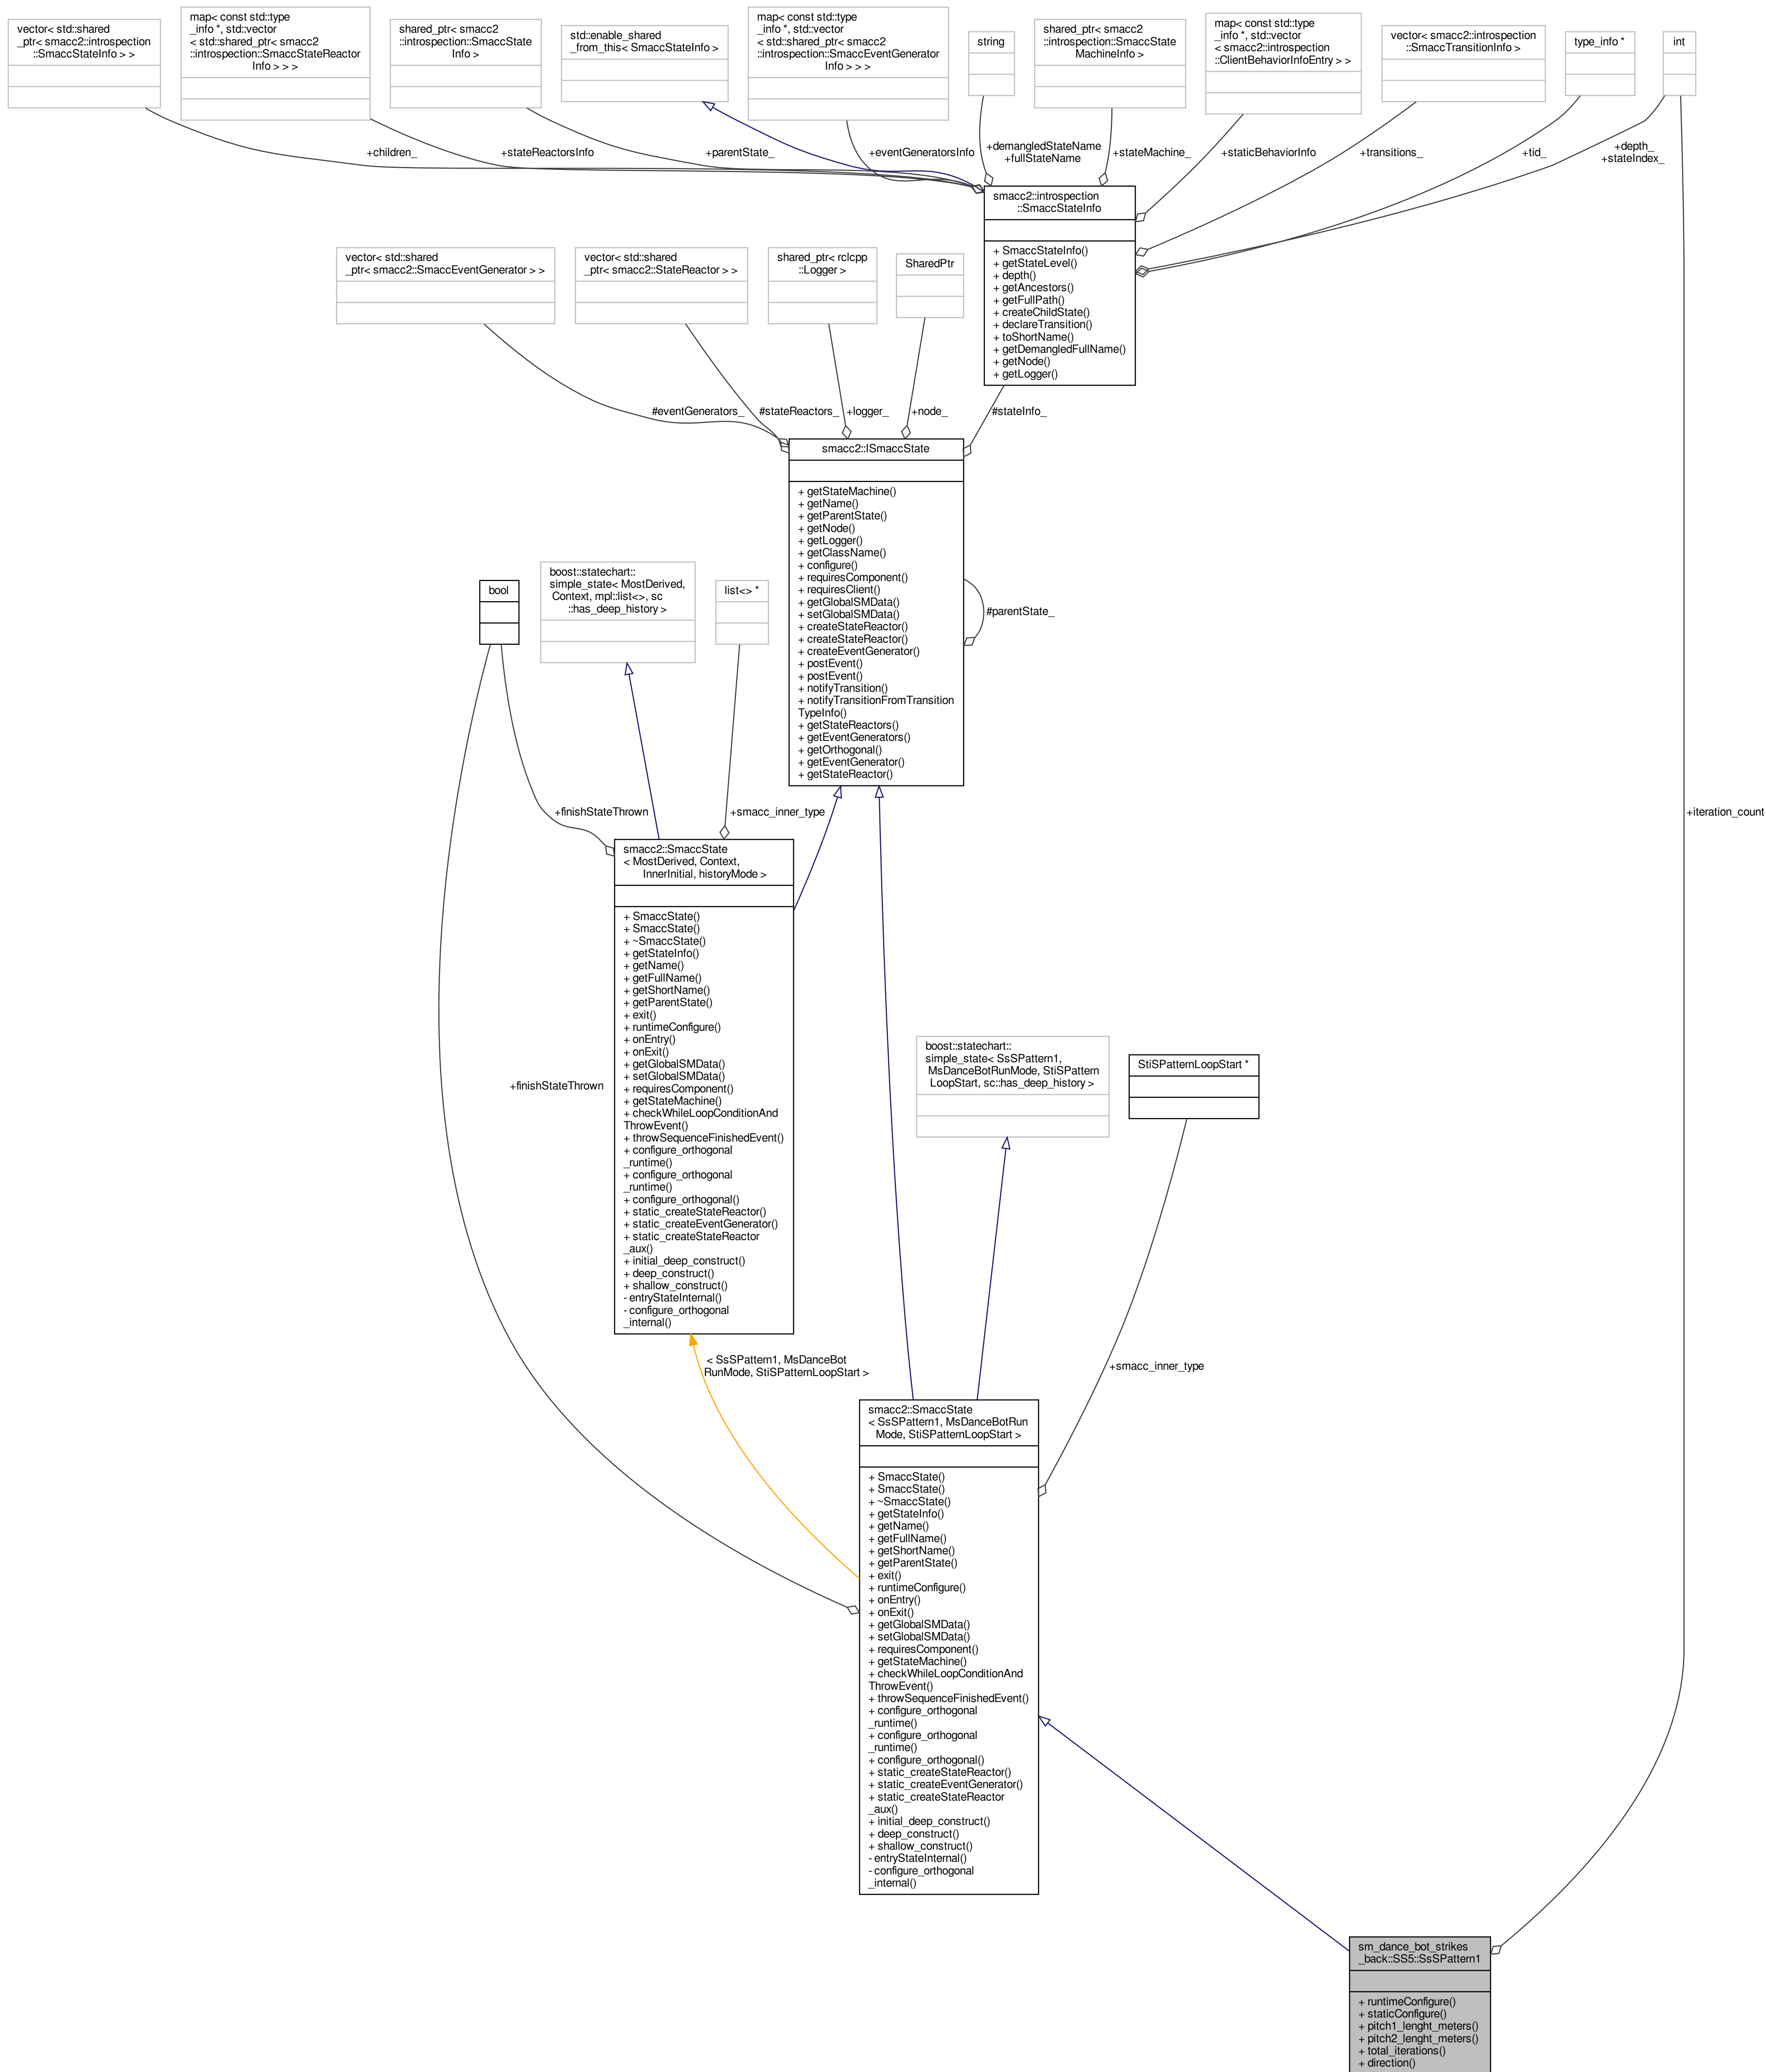 vector< std::shared
_ptr< smacc2::introspection
::SmaccStateInfo > >
map< const std::type
_info *, std::vector
< std::shared_ptr< smacc2
::introspection::SmaccStateReactor
Info > > >
shared_ptr< smacc2
::introspection::SmaccState
Info >
std::enable_shared
_from_this< SmaccStateInfo >
map< const std::type
_info *, std::vector
< std::shared_ptr< smacc2
::introspection::SmaccEventGenerator
Info > > >
string
shared_ptr< smacc2
::introspection::SmaccState
MachineInfo >
map< const std::type
_info *, std::vector
< smacc2::introspection
::ClientBehaviorInfoEntry > >
vector< smacc2::introspection
::SmaccTransitionInfo >
type_info *
int
+children_
+stateReactorsInfo
+parentState_
+eventGeneratorsInfo
+demangledStateName
+fullStateName
+stateMachine_
+staticBehaviorInfo
+transitions_
+tid_
+depth_
+stateIndex_
smacc2::introspection
::SmaccStateInfo
+ SmaccStateInfo()
+ getStateLevel()
+ depth()
+ getAncestors()
+ getFullPath()
+ createChildState()
+ declareTransition()
+ toShortName()
+ getDemangledFullName()
+ getNode()
+ getLogger()
vector< std::shared
_ptr< smacc2::SmaccEventGenerator > >
vector< std::shared
_ptr< smacc2::StateReactor > >
shared_ptr< rclcpp
::Logger >
SharedPtr
#eventGenerators_
#stateReactors_
+logger_
+node_
#stateInfo_
smacc2::ISmaccState
+ getStateMachine()
+ getName()
+ getParentState()
+ getNode()
+ getLogger()
+ getClassName()
+ configure()
+ requiresComponent()
+ requiresClient()
+ getGlobalSMData()
+ setGlobalSMData()
+ createStateReactor()
+ createStateReactor()
+ createEventGenerator()
+ postEvent()
+ postEvent()
+ notifyTransition()
+ notifyTransitionFromTransition
TypeInfo()
+ getStateReactors()
+ getEventGenerators()
+ getOrthogonal()
+ getEventGenerator()
+ getStateReactor()
#parentState_
bool
boost::statechart::
simple_state< MostDerived,
Context, mpl::list<>, sc
::has_deep_history >
list<> *
+finishStateThrown
+smacc_inner_type
+iteration_count
smacc2::SmaccState
< MostDerived, Context,
InnerInitial, historyMode >
+ SmaccState()
+ SmaccState()
+ ~SmaccState()
+ getStateInfo()
+ getName()
+ getFullName()
+ getShortName()
+ getParentState()
+ exit()
+ runtimeConfigure()
+ onEntry()
+ onExit()
+ getGlobalSMData()
+ setGlobalSMData()
+ requiresComponent()
+ getStateMachine()
+ checkWhileLoopConditionAnd
ThrowEvent()
+ throwSequenceFinishedEvent()
+ configure_orthogonal
_runtime()
+ configure_orthogonal
_runtime()
+ configure_orthogonal()
+ static_createStateReactor()
+ static_createEventGenerator()
+ static_createStateReactor
_aux()
+ initial_deep_construct()
+ deep_construct()
+ shallow_construct()
- entryStateInternal()
- configure_orthogonal
_internal()
+finishStateThrown
boost::statechart::
simple_state< SsSPattern1,
MsDanceBotRunMode, StiSPattern
LoopStart, sc::has_deep_history >
StiSPatternLoopStart *
< SsSPattern1, MsDanceBot
RunMode, StiSPatternLoopStart >
+smacc_inner_type
smacc2::SmaccState
< SsSPattern1, MsDanceBotRun
Mode, StiSPatternLoopStart >
+ SmaccState()
+ SmaccState()
+ ~SmaccState()
+ getStateInfo()
+ getName()
+ getFullName()
+ getShortName()
+ getParentState()
+ exit()
+ runtimeConfigure()
+ onEntry()
+ onExit()
+ getGlobalSMData()
+ setGlobalSMData()
+ requiresComponent()
+ getStateMachine()
+ checkWhileLoopConditionAnd
ThrowEvent()
+ throwSequenceFinishedEvent()
+ configure_orthogonal
_runtime()
+ configure_orthogonal
_runtime()
+ configure_orthogonal()
+ static_createStateReactor()
+ static_createEventGenerator()
+ static_createStateReactor
_aux()
+ initial_deep_construct()
+ deep_construct()
+ shallow_construct()
- entryStateInternal()
- configure_orthogonal
_internal()
sm_dance_bot_strikes
_back::SS5::SsSPattern1
+ runtimeConfigure()
+ staticConfigure()
+ pitch1_lenght_meters()
+ pitch2_lenght_meters()
+ total_iterations()
+ direction()